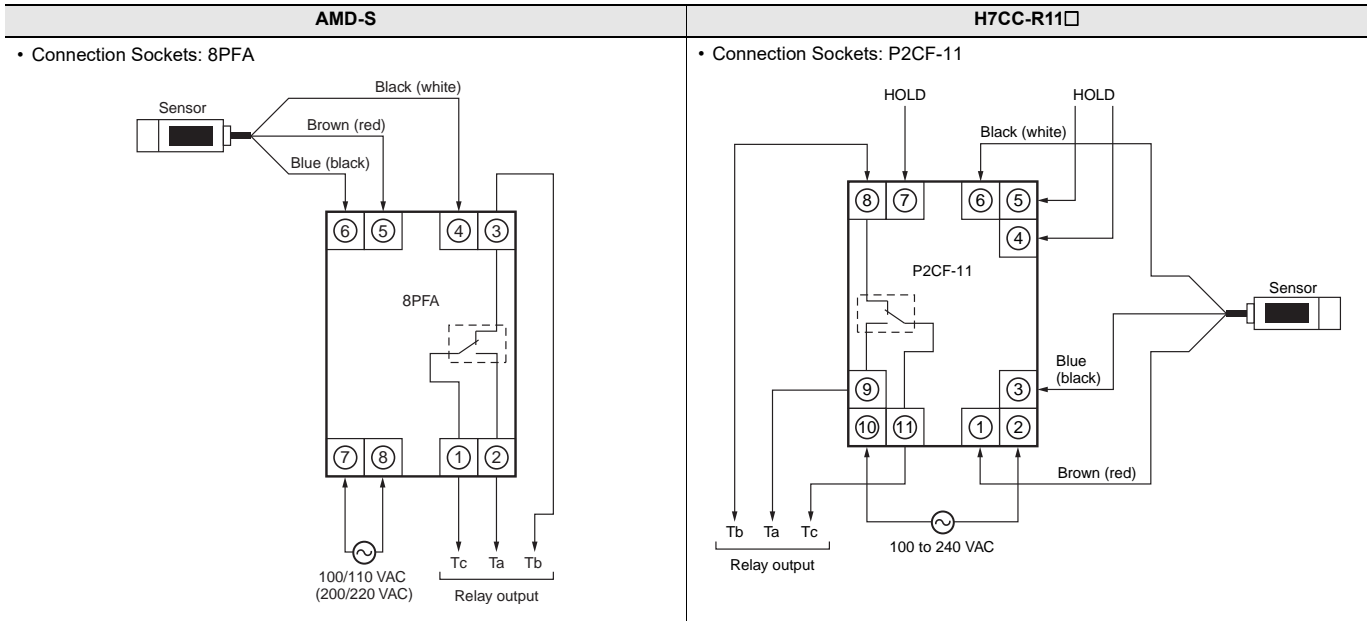 AMD-S
H7CC-R11□
• Connection Sockets: 8PFA
Sensor
Black (white)
Brown (red)
Blue (black)
6 5 4 3
8PFA
7 8 1 2
100/110 VAC
(200/220 VAC)
Tc Ta Tb
Relay output
• Connection Sockets: P2CF-11
HOLD HOLD
Black (white)
8 7 6 5
4
P2CF-11
Sensor
Blue
(black)
9 3
10 11 1 2
Brown (red)
Tb Ta Tc
100 to 240 VAC
Relay output